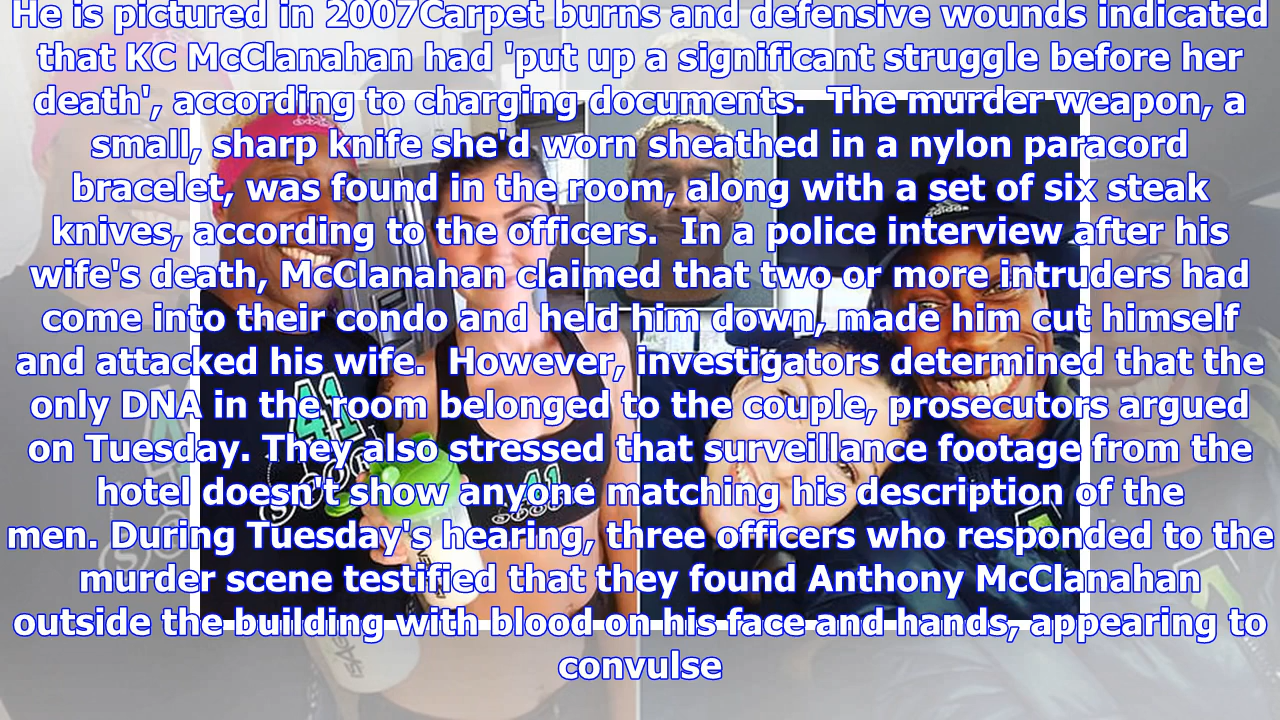 He is pictured in 2007Carpet burns and defensive wounds indicated
that KC McClanahan had 'put up a significant struggle before her
death', according to charging documents.  The murder weapon, a
small, sharp knife she'd worn sheathed in a nylon paracord
bracelet, was found in the room, along with a set of six steak
knives, according to the officers.  In a police interview after his
wife's death, McClanahan claimed that two or more intruders had
come into their condo and held him down, made him cut himself
and attacked his wife.  However, investigators determined that the
only DNA in the room belonged to the couple, prosecutors argued
on Tuesday. They also stressed that surveillance footage from the
hotel doesn't show anyone matching his description of the
men. During Tuesday's hearing, three officers who responded to the
murder scene testified that they found Anthony McClanahan
outside the building with blood on his face and hands, appearing to
convulse
41
41